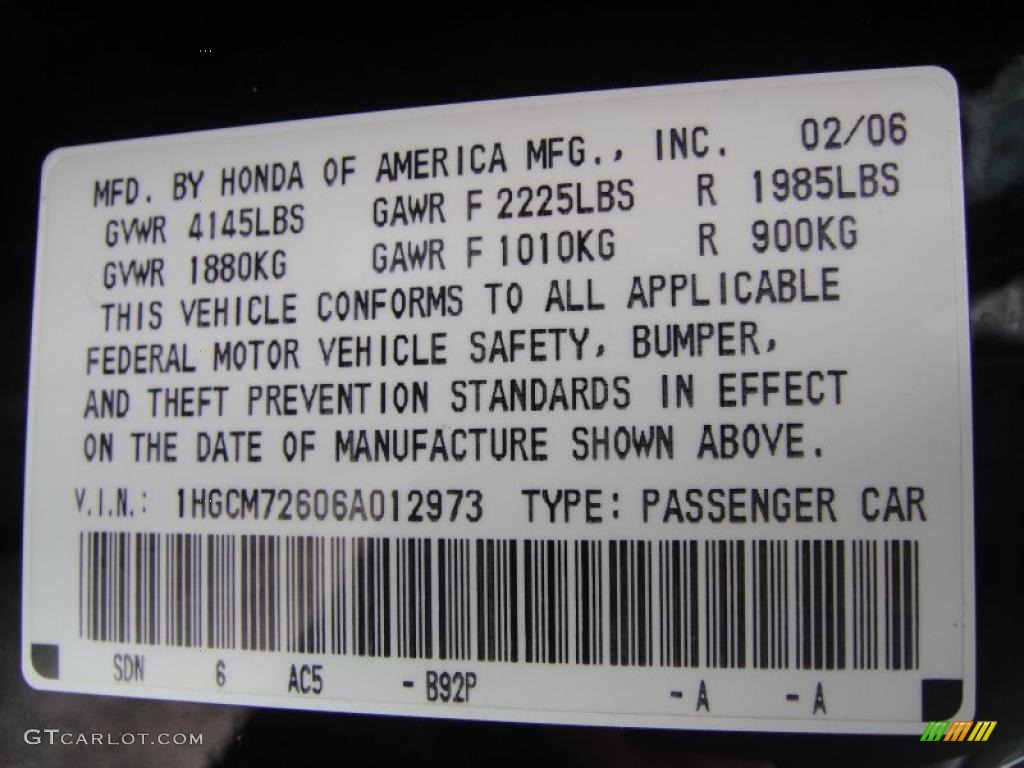 MFD. BY HONDA OF AMERICA MFG., INC. 02/06
GVWR 4145LBS GAWR F 2225LBS R 1985LBS
GVWR 1880KG GAWR F 1010KG R 900KG
THIS VEHICLE CONFORMS TO ALL APPLICABLE
FEDERAL MOTOR VEHICLE SAFETY, BUMPER,
AND THEFT PREVENTION STANDARDS IN EFFECT
ON THE DATE OF MANUFACTURE SHOWN ABOVE.
V.I.N.: 1HGCM72606A012973 TYPE: PASSENGER CAR
SDN 6 AC5 - B92P - A - A
GTCARLOT.COM